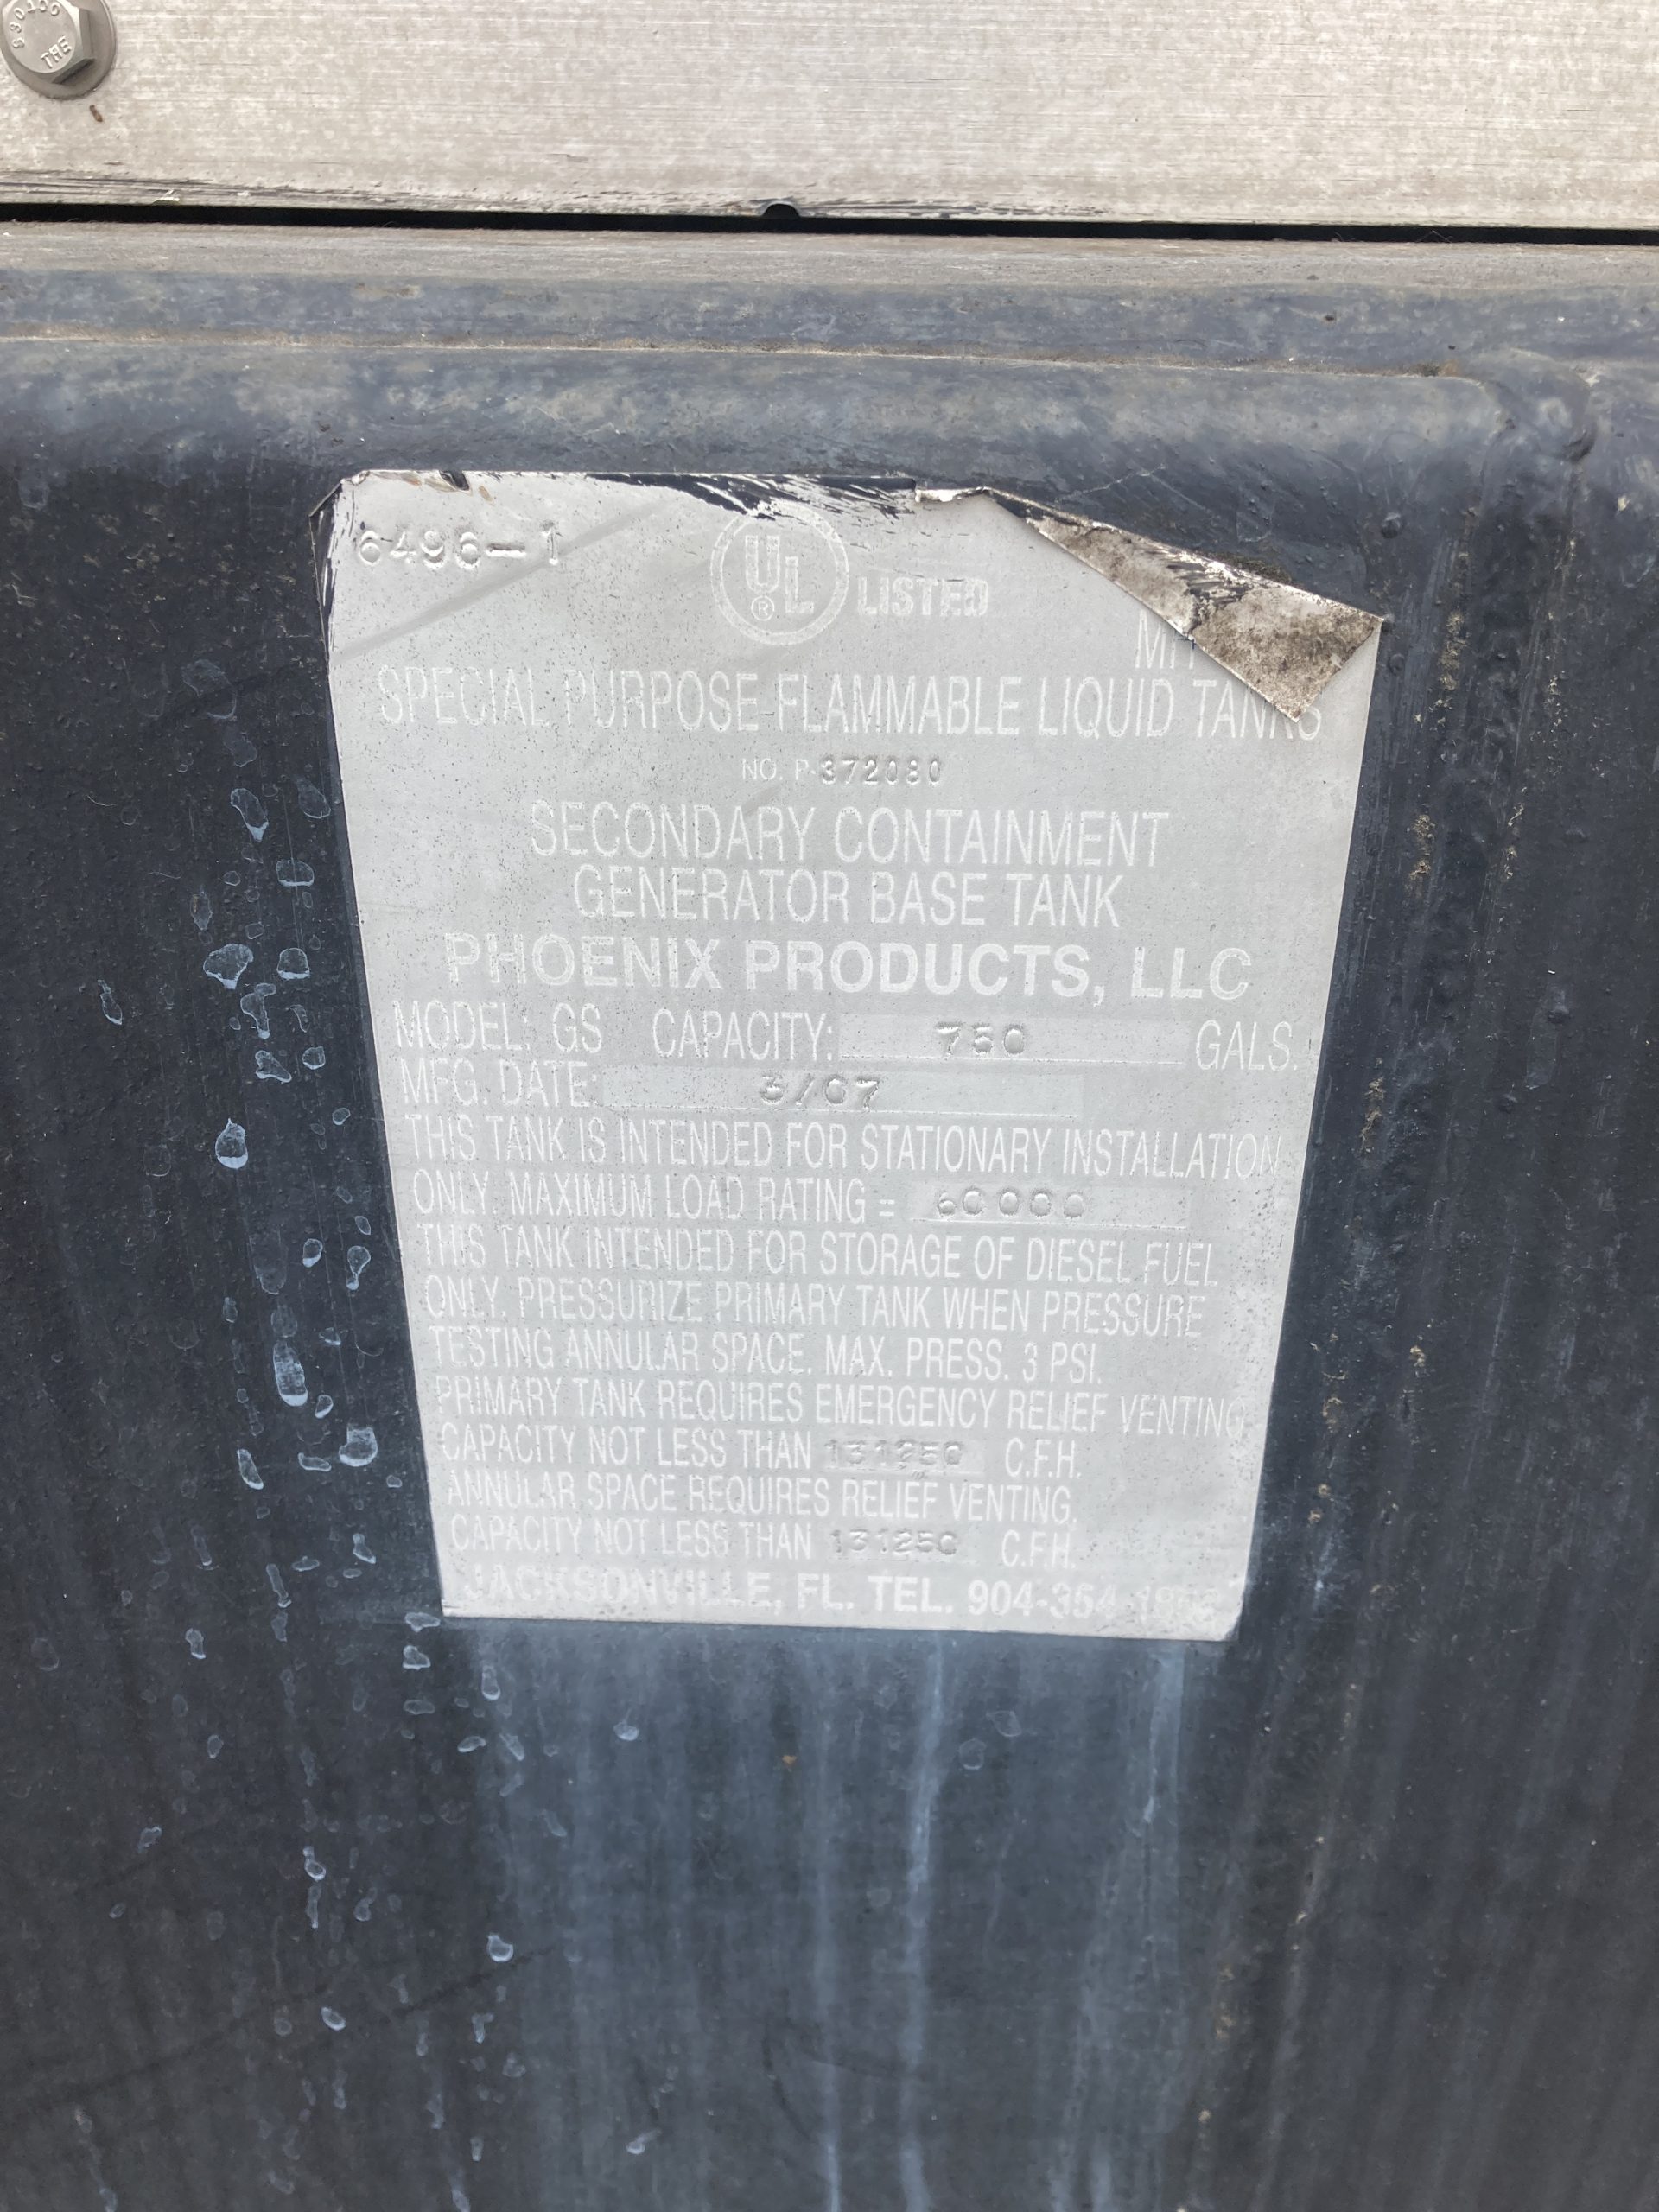 THE
6496-1
UL ® LISTED
MH
SPECIAL PURPOSE FLAMMABLE LIQUID TANKS
NO. P-372080
SECONDARY CONTAINMENT
GENERATOR BASE TANK
PHOENIX PRODUCTS, LLC
MODEL: GS CAPACITY: 750 GALS.
MFG. DATE: 3/07
THIS TANK IS INTENDED FOR STATIONARY INSTALLATION
ONLY. MAXIMUM LOAD RATING = 60000
THIS TANK INTENDED FOR STORAGE OF DIESEL FUEL
ONLY. PRESSURIZE PRIMARY TANK WHEN PRESSURE
TESTING ANNULAR SPACE. MAX. PRESS. 3 PSI.
PRIMARY TANK REQUIRES EMERGENCY RELIEF VENTING
CAPACITY NOT LESS THAN 131250 C.F.H.
ANNULAR SPACE REQUIRES RELIEF VENTING.
CAPACITY NOT LESS THAN 131250 C.F.H.
JACKSONVILLE, FL. TEL.